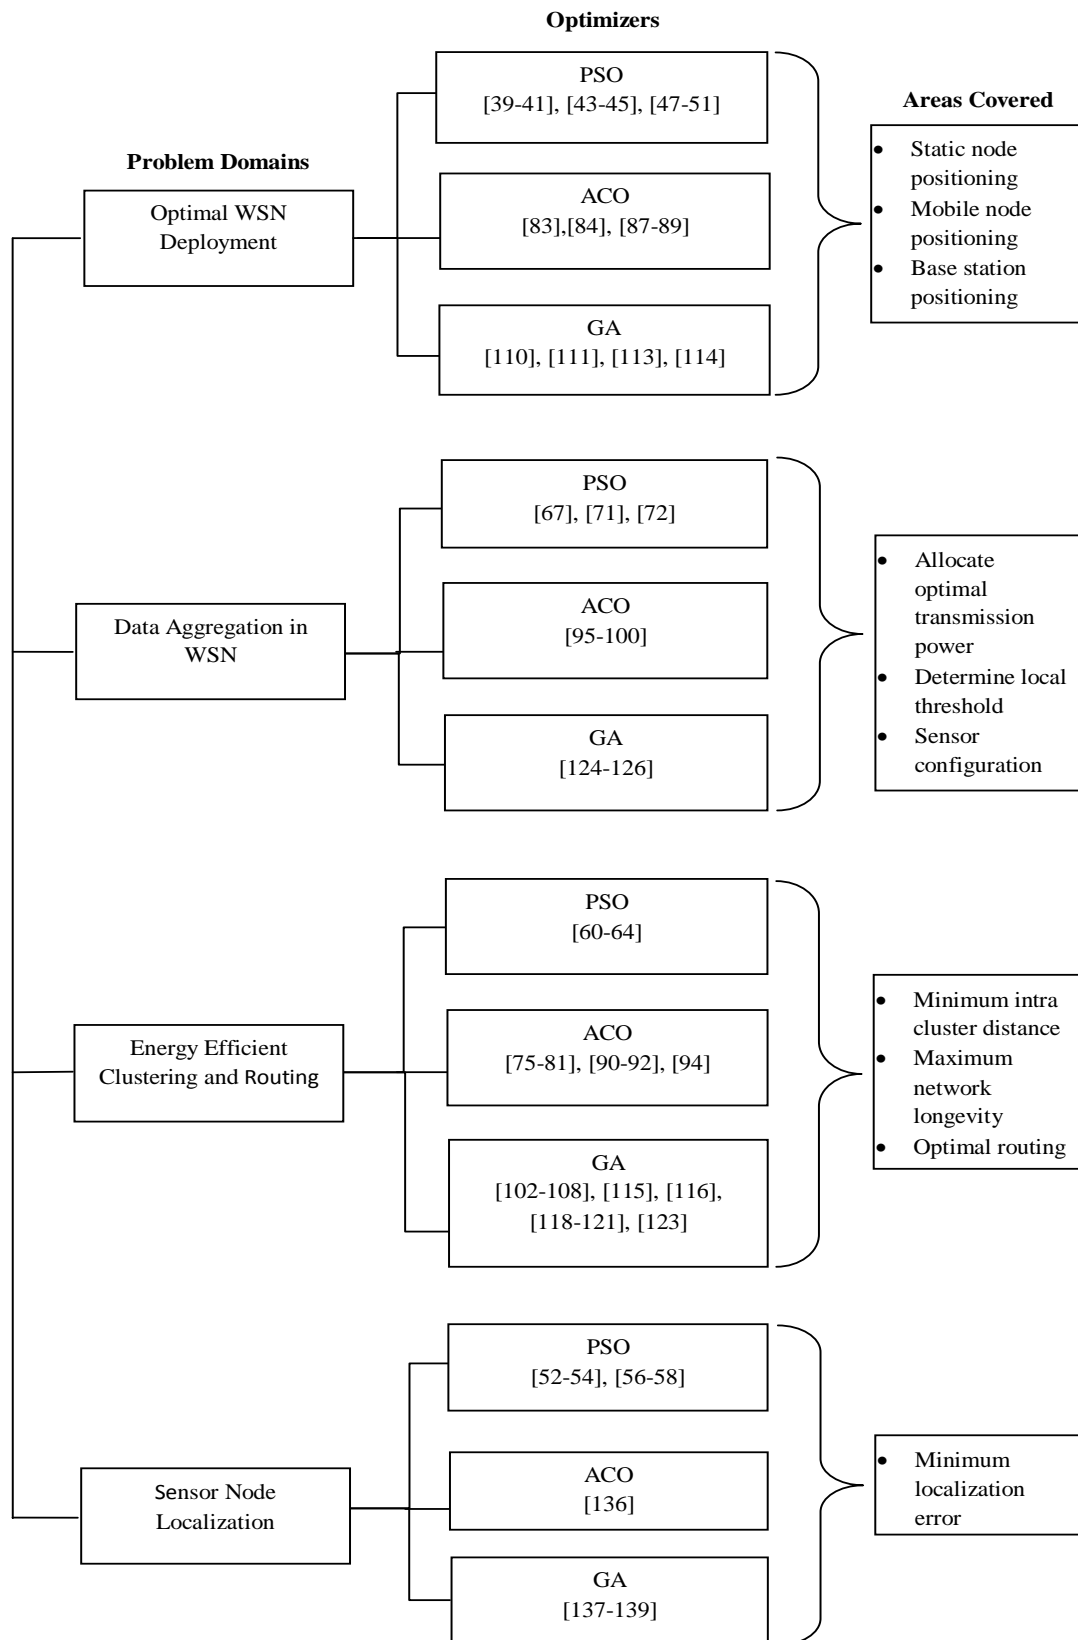 Optimizers
PSO
[39-41], [43-45], [47-51]
Areas Covered
Problem Domains
Optimal WSN
Deployment
ACO
[83],[84], [87-89]
GA
[110], [111], [113], [114]
• Static node
positioning
• Mobile node
positioning
• Base station
positioning
Data Aggregation in
WSN
PSO
[67], [71], [72]
ACO
[95-100]
GA
[124-126]
• Allocate
optimal
transmission
power
• Determine local
threshold
• Sensor
configuration
Energy Efficient
Clustering and Routing
PSO
[60-64]
ACO
[75-81], [90-92], [94]
GA
[102-108], [115], [116],
[118-121], [123]
• Minimum intra
cluster distance
• Maximum
network
longevity
• Optimal routing
Sensor Node
Localization
PSO
[52-54], [56-58]
ACO
[136]
GA
[137-139]
• Minimum
localization
error